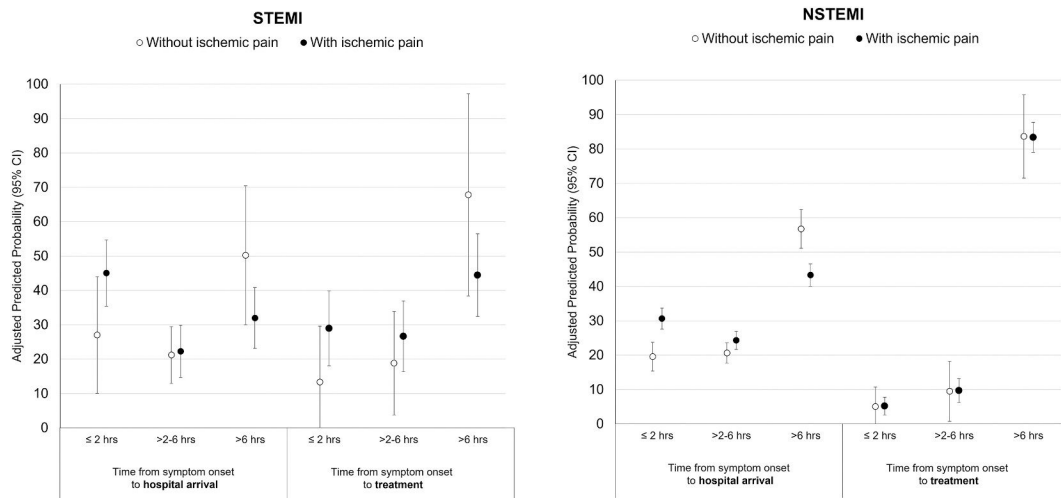 STEMI
○ Without ischemic pain ● With ischemic pain
Adjusted Predicted Probability (95% CI)
100
90
80
70
60
50
40
30
20
10
0
≤ 2 hrs >2-6 hrs >6 hrs ≤ 2 hrs >2-6 hrs >6 hrs
Time from symptom onset
to hospital arrival
Time from symptom onset
to treatment
NSTEMI
○ Without ischemic pain ● With ischemic pain
Adjusted Predicted Probability (95% CI)
100
90
80
70
60
50
40
30
20
10
0
≤ 2 hrs >2-6 hrs >6 hrs ≤ 2 hrs >2-6 hrs >6 hrs
Time from symptom onset
to hospital arrival
Time from symptom onset
to treatment